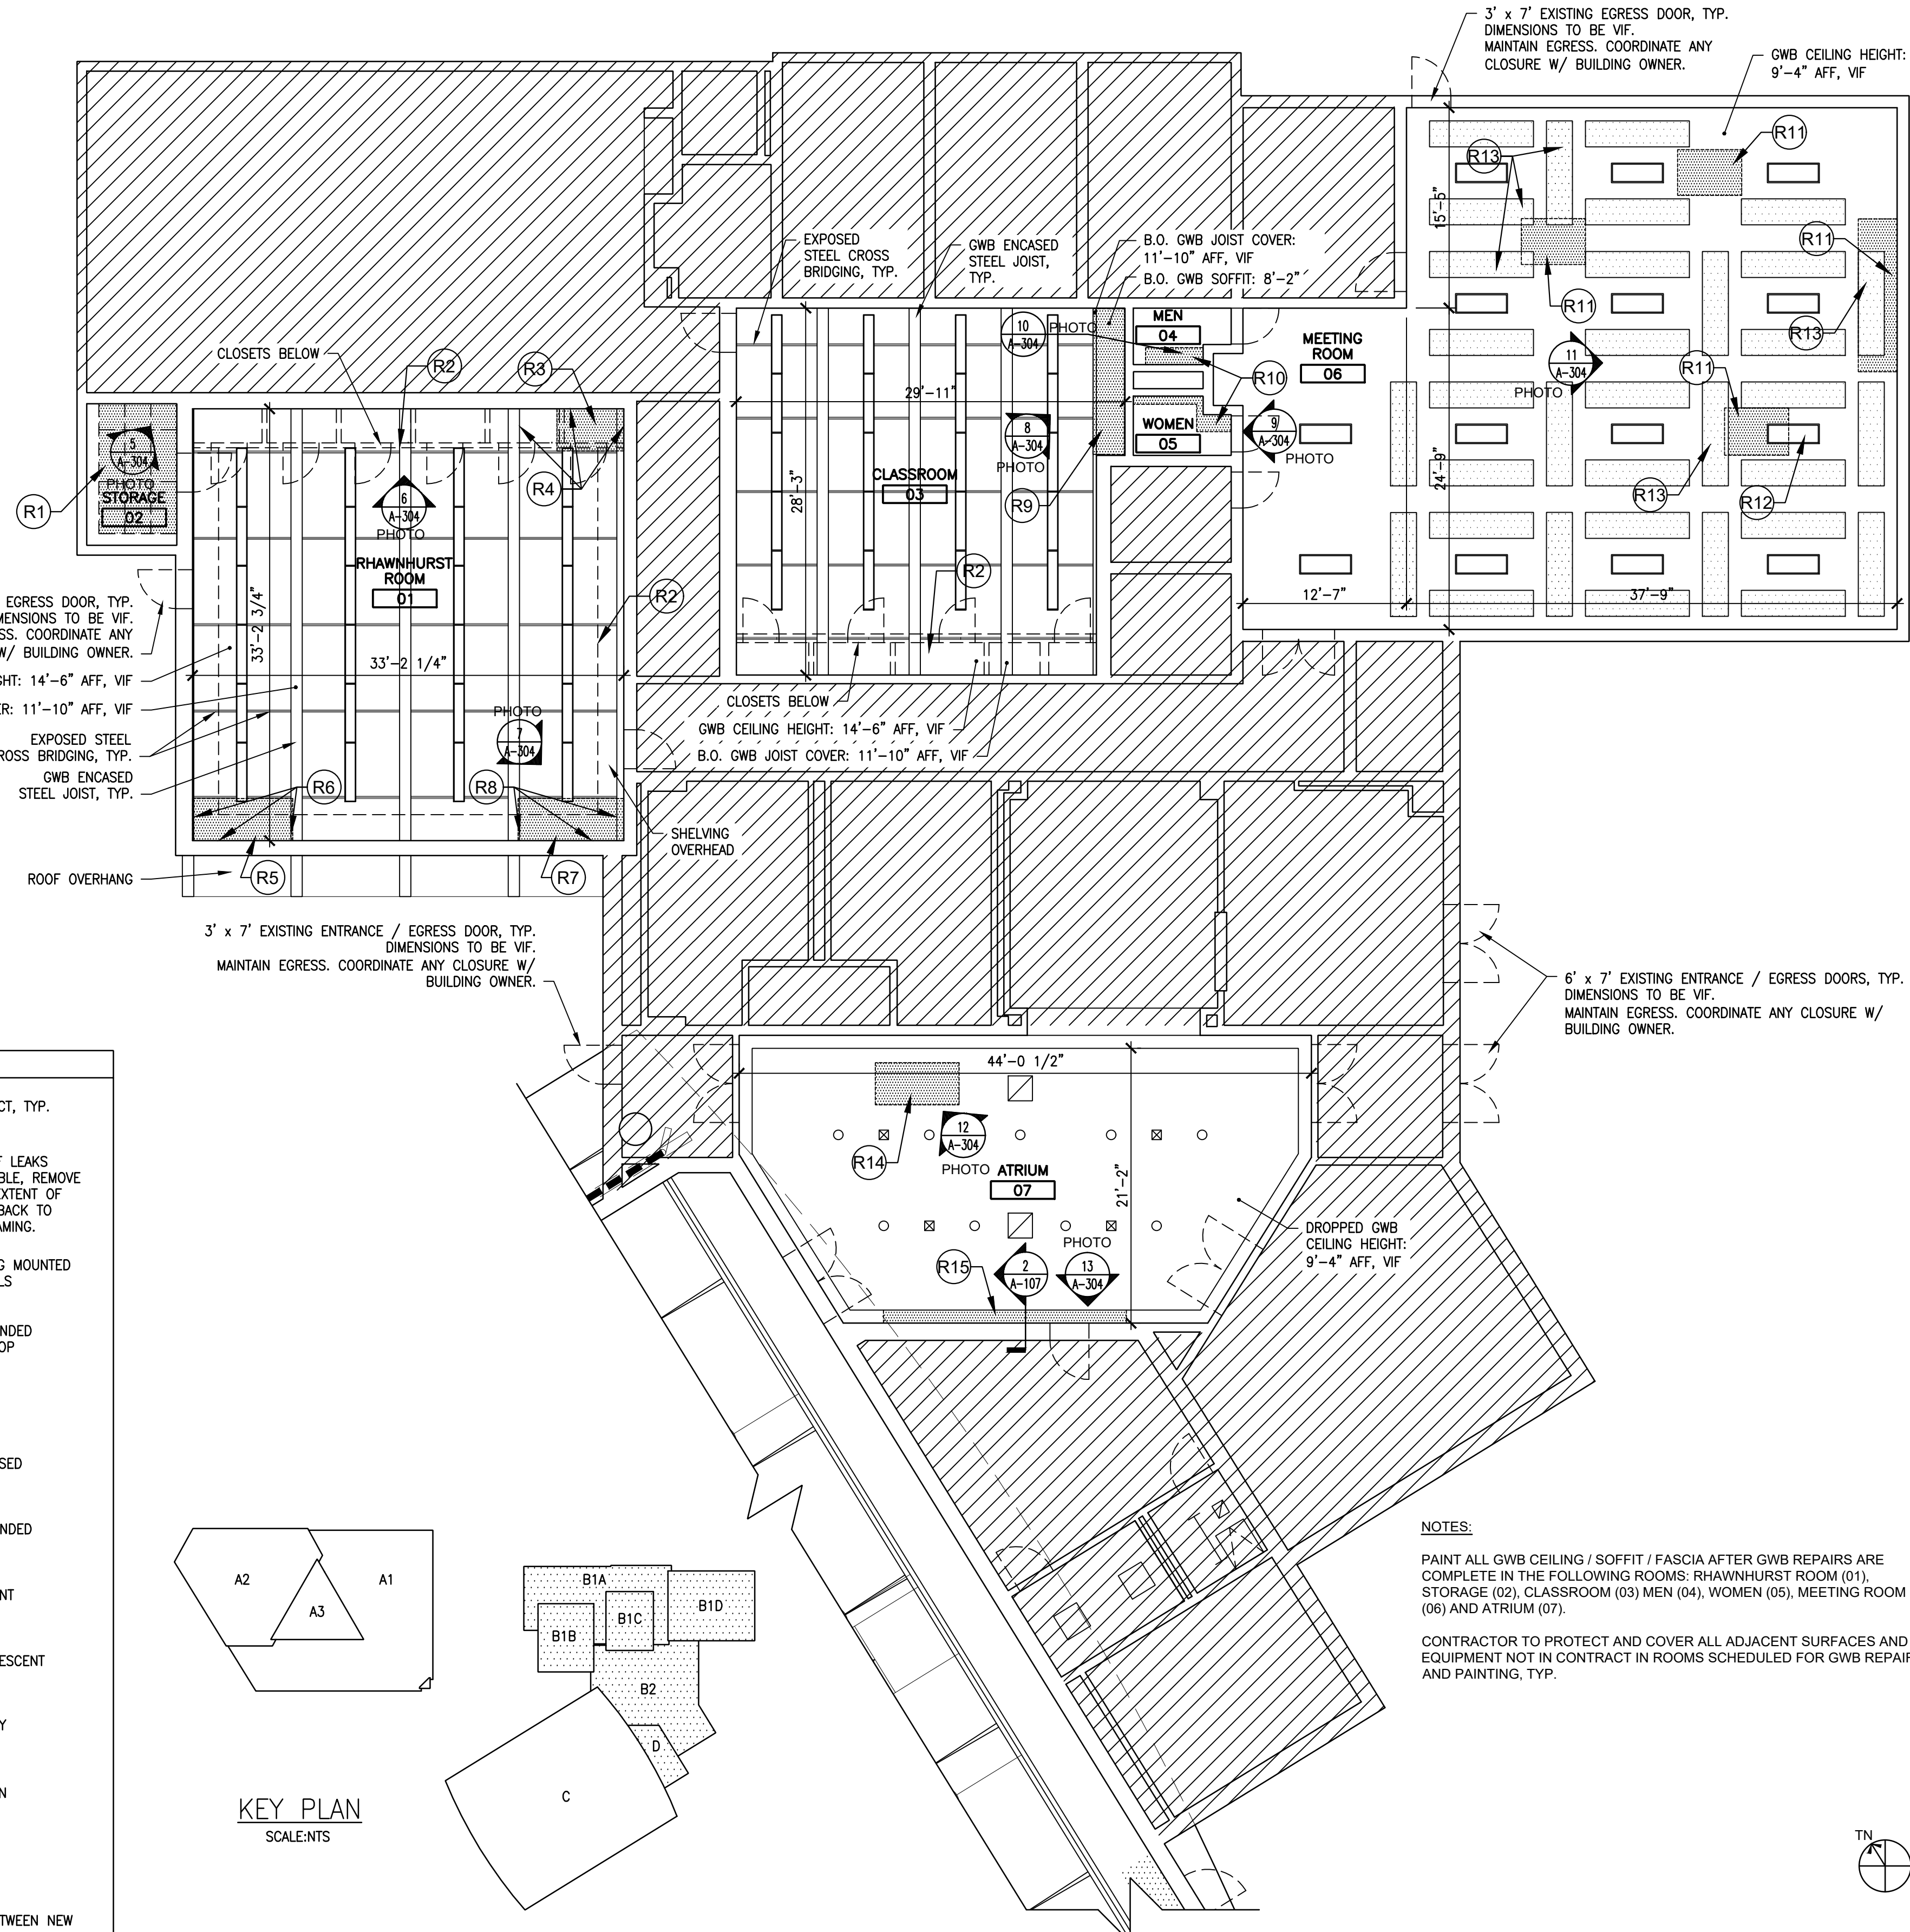 3' x 7' EXISTING EGRESS DOOR, TYP.
DIMENSIONS TO BE VIF.
MAINTAIN EGRESS. COORDINATE ANY
CLOSURE W/ BUILDING OWNER.
GWB CEILING HEIGHT:
9'-4" AFF, VIF
R11
R13
15'-5"
R11
R11
R13
EXPOSED
STEEL CROSS
BRIDGING, TYP.
GWB ENCASED
STEEL JOIST,
TYP.
B.O. GWB JOIST COVER:
11'-10" AFF, VIF
B.O. GWB SOFFIT: 8'-2"
10
A-304
PHOTO
MEN
04
MEETING
ROOM
06
11
A-304
PHOTO
R11
CLOSETS BELOW
R2
R3
29'-11"
R10
8
A-304
PHOTO
WOMEN
05
9
A-304
PHOTO
5
A-304
PHOTO
STORAGE
02
R1
6
A-304
PHOTO
R4
28'-3"
CLASSROOM
03
R9
24'-9"
R13
R12
RHAWNHURST
ROOM
01
R2
R2
12'-7"
37'-9"
EGRESS DOOR, TYP.
MENSIONS TO BE VIF.
SS. COORDINATE ANY
W/ BUILDING OWNER.
33'-2 3/4"
33'-2 1/4"
GHT: 14'-6" AFF, VIF
ER: 11'-10" AFF, VIF
EXPOSED STEEL
ROSS BRIDGING, TYP.
GWB ENCASED
STEEL JOIST, TYP.
PHOTO
7
A-304
CLOSETS BELOW
GWB CEILING HEIGHT: 14'-6" AFF, VIF
B.O. GWB JOIST COVER: 11'-10" AFF, VIF
R6
R8
SHELVING
OVERHEAD
ROOF OVERHANG
R5
R7
3' x 7' EXISTING ENTRANCE / EGRESS DOOR, TYP.
DIMENSIONS TO BE VIF.
MAINTAIN EGRESS. COORDINATE ANY CLOSURE W/
BUILDING OWNER.
6' x 7' EXISTING ENTRANCE / EGRESS DOORS, TYP.
DIMENSIONS TO BE VIF.
MAINTAIN EGRESS. COORDINATE ANY CLOSURE W/
BUILDING OWNER.
44'-0 1/2"
12
A-304
PHOTO
R14
ATRIUM
07
21'-2"
PHOTO
13
A-304
2
A-107
R15
DROPPED GWB
CEILING HEIGHT:
9'-4" AFF, VIF
CT, TYP.
F LEAKS
BLE, REMOVE
EXTENT OF
BACK TO
AMING.
G MOUNTED
LS
NDED
OP
SED
NDED
NT
ESCENT
Y
N
TWEEN NEW
A2
A1
A3
B1A
B1D
B1C
B1B
B2
D
C
KEY PLAN
SCALE:NTS
NOTES:
PAINT ALL GWB CEILING / SOFFIT / FASCIA AFTER GWB REPAIRS ARE
COMPLETE IN THE FOLLOWING ROOMS: RHAWNHURST ROOM (01),
STORAGE (02), CLASSROOM (03) MEN (04), WOMEN (05), MEETING ROOM
(06) AND ATRIUM (07).
CONTRACTOR TO PROTECT AND COVER ALL ADJACENT SURFACES AND
EQUIPMENT NOT IN CONTRACT IN ROOMS SCHEDULED FOR GWB REPAIR
AND PAINTING, TYP.
TN